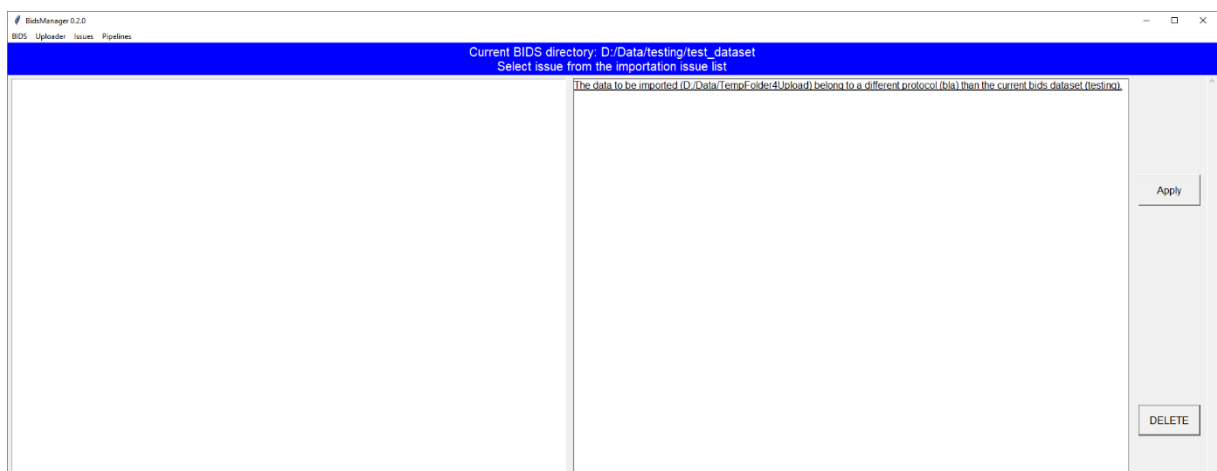 BidsManager 0.2.0
BIDS Uploader Issues Pipelines
Current BIDS directory: D:/Data/testing/test_dataset
Select issue from the importation issue list
The data to be imported (D:/Data/TempFolder4Upload) belong to a different protocol (bla) than the current bids dataset (testing).
Apply
DELETE